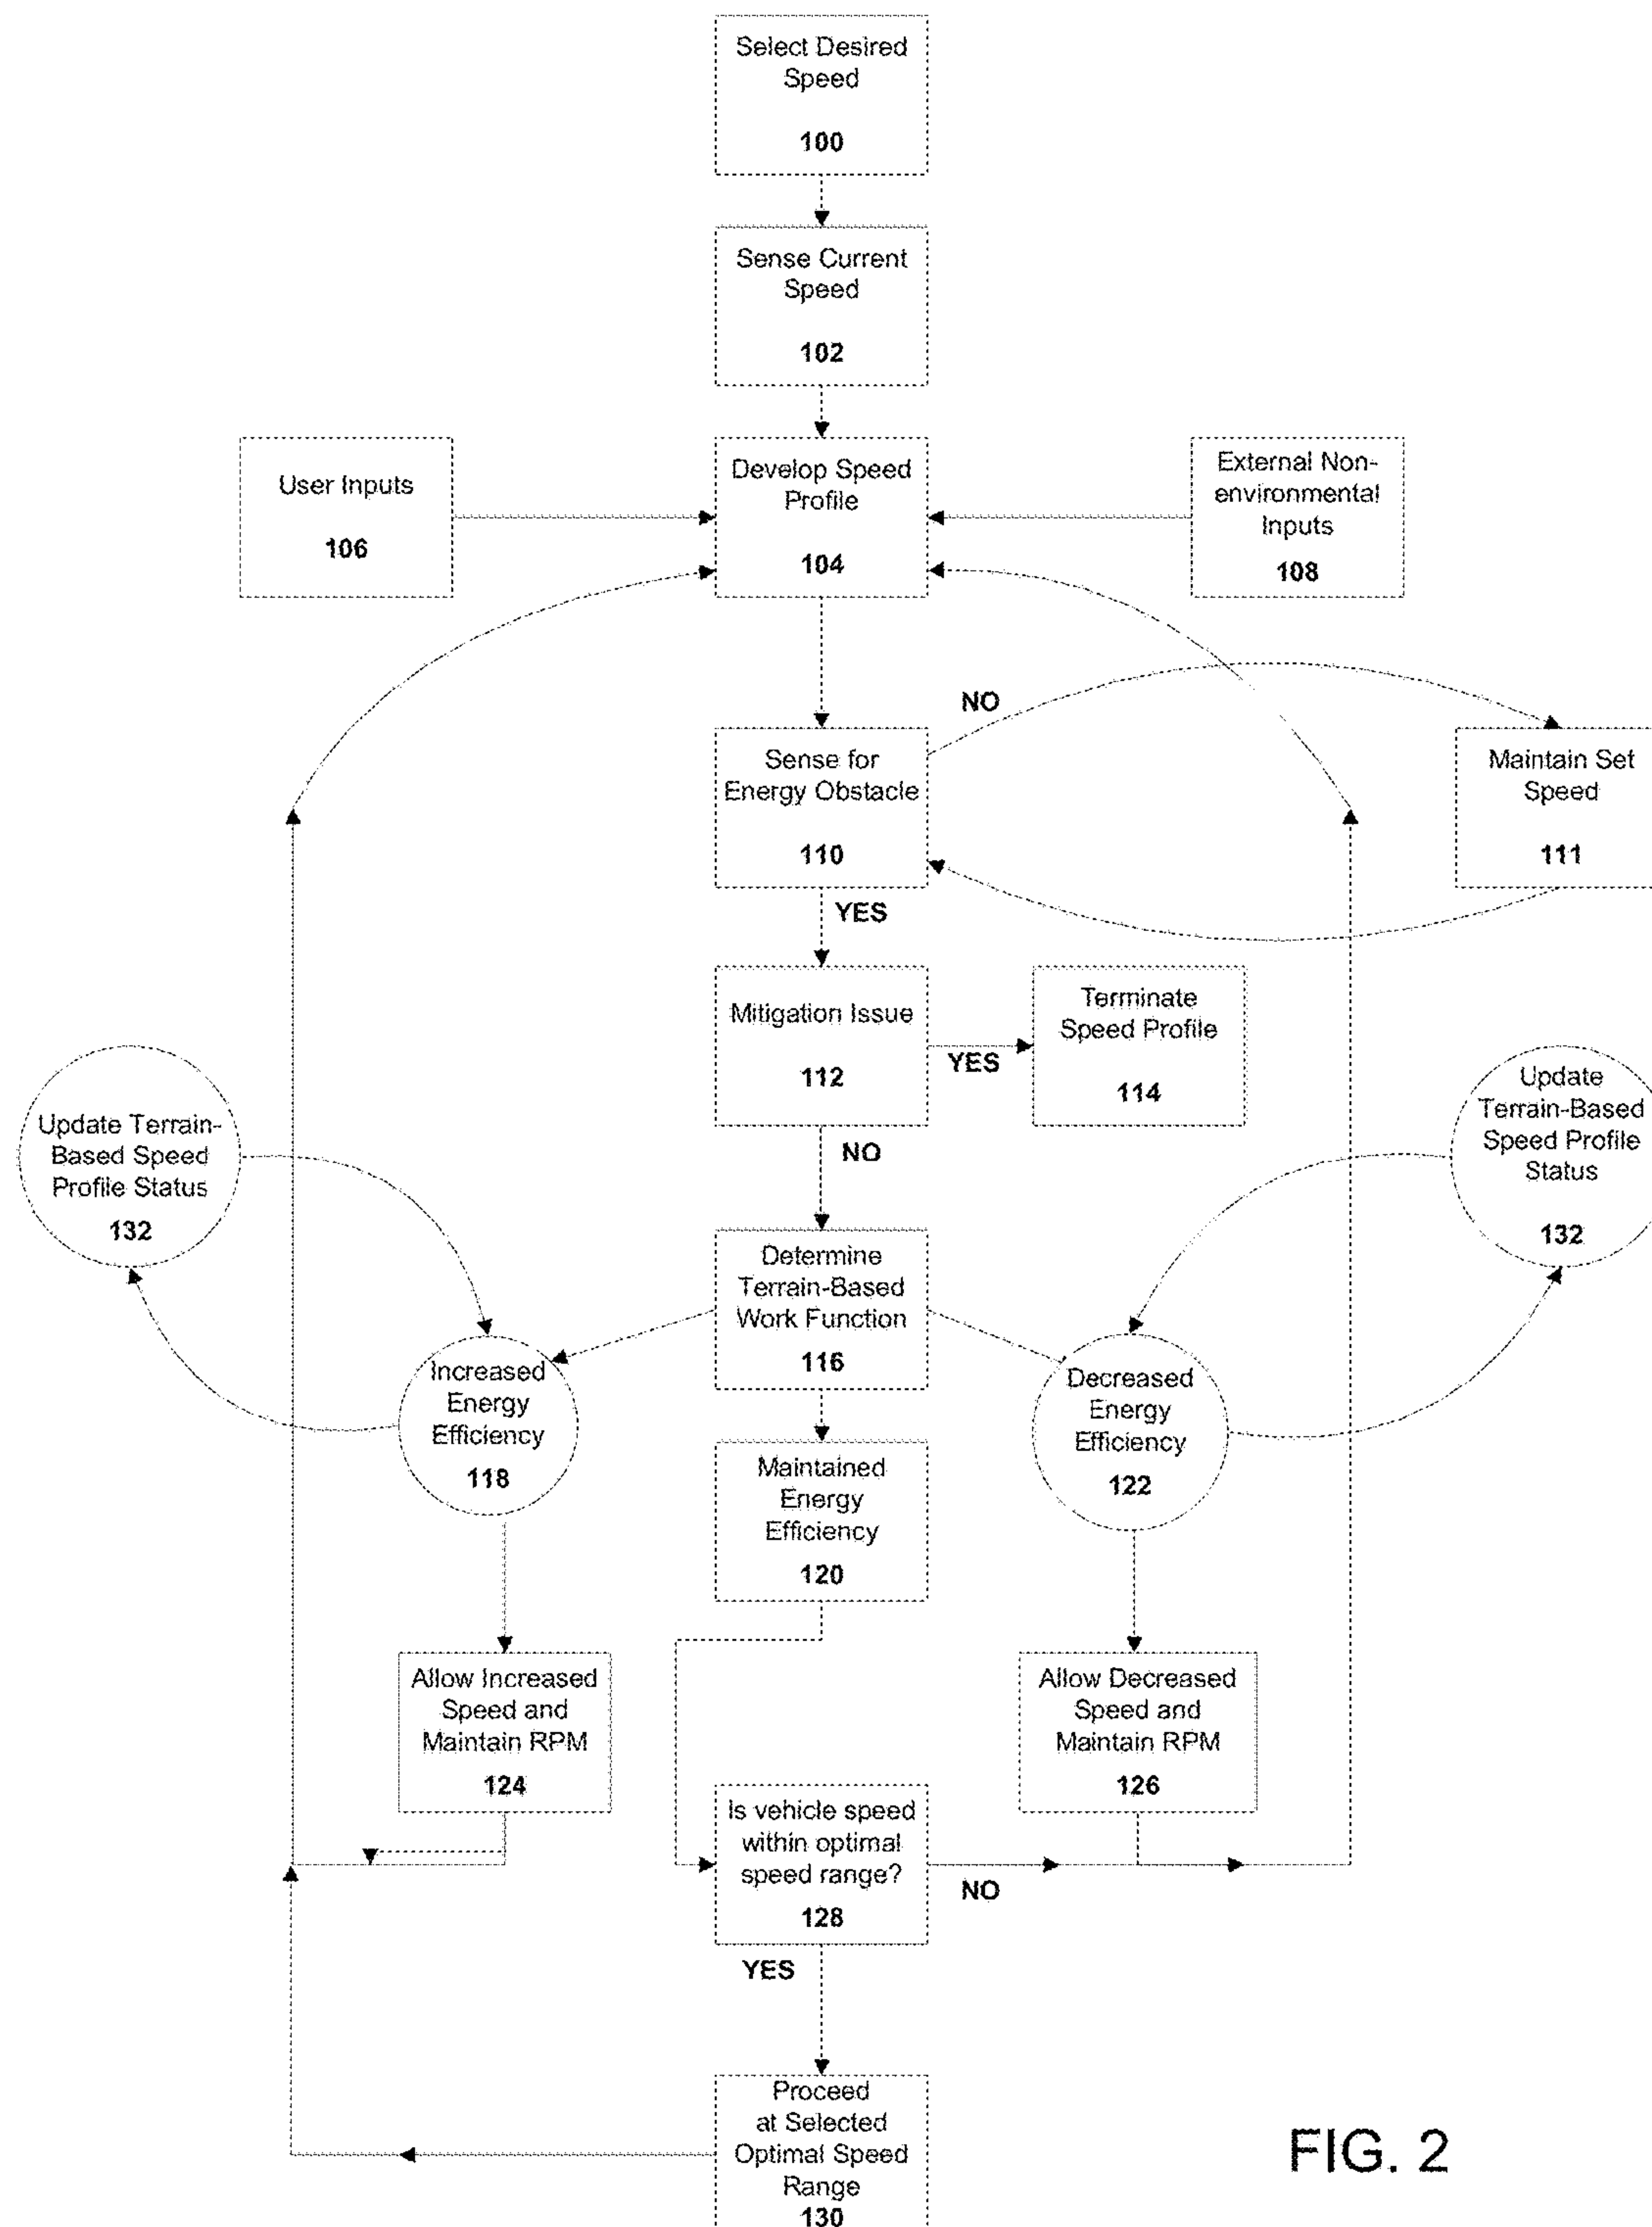 Select Desired
Speed
100
Sense Current
Speed
102
User Inputs
106
Develop Speed
Profile
104
External Non-
environmental
Inputs
108
NO
Sense for
Energy Obstacle
110
Maintain Set
Speed
111
YES
Mitigation Issue
112
YES
Terminate
Speed Profile
114
NO
Update Terrain-
Based Speed
Profile Status
132
Update
Terrain-Based
Speed Profile
Status
132
Determine
Terrain-Based
Work Function
116
Increased
Energy
Efficiency
118
Decreased
Energy
Efficiency
122
Maintained
Energy
Efficiency
120
Allow Increased
Speed and
Maintain RPM
124
Allow Decreased
Speed and
Maintain RPM
126
Is vehicle speed
within optimal
speed range?
128
NO
YES
Proceed
at Selected
Optimal Speed
Range
130
FIG. 2